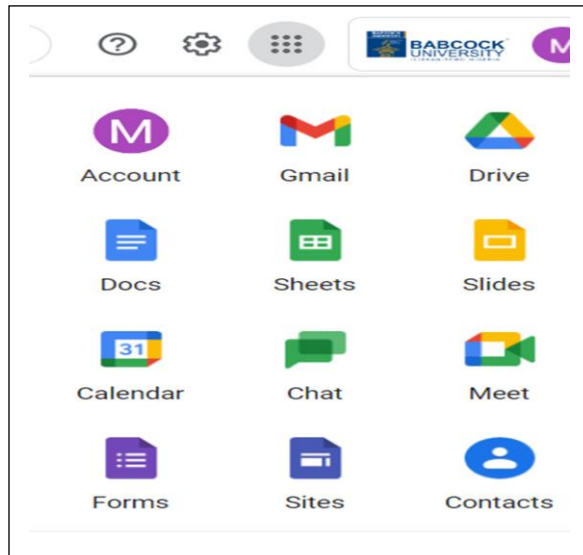 BABCOCK
UNIVERSITY
M
M
Account
Gmail
Drive
Docs
Sheets
Slides
31
Calendar
Chat
Meet
Forms
Sites
Contacts